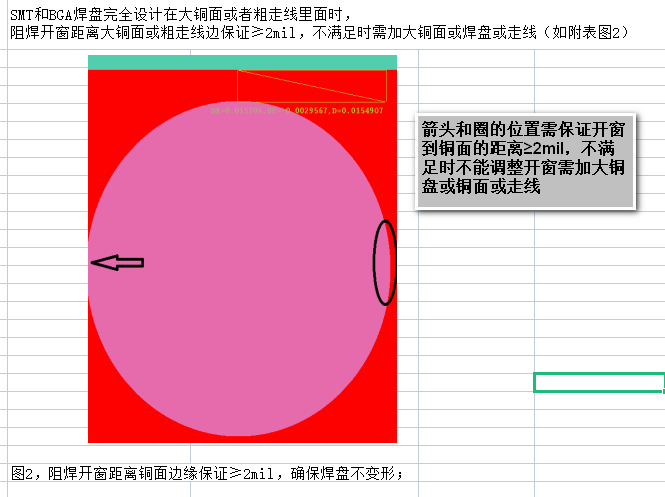 SMT和BGA焊盘完全设计在大铜面或者粗走线里面时,
阻焊开窗距离大铜面或粗走线边保证≥2mil，不满足时需加大铜面或焊盘或走线（如附表图2）
0.0029567,D=0.0154907
箭头和圈的位置需保证开窗
到铜面的距离≥2mil，不满
足时不能调整开窗需加大铜
盘或铜面或走线
图2，阻焊开窗距离铜面边缘保证≥2mil，确保焊盘不变形；